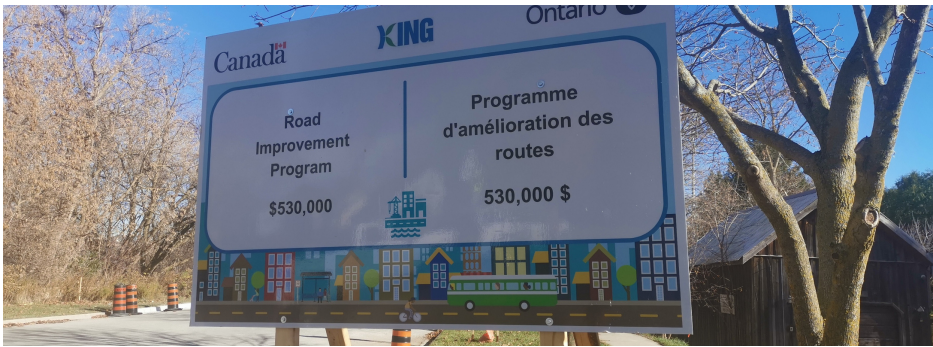 Canada
KING
Ontario
Road
Improvement
Program
$530,000
Programme
d'amélioration des
routes
530,000 $